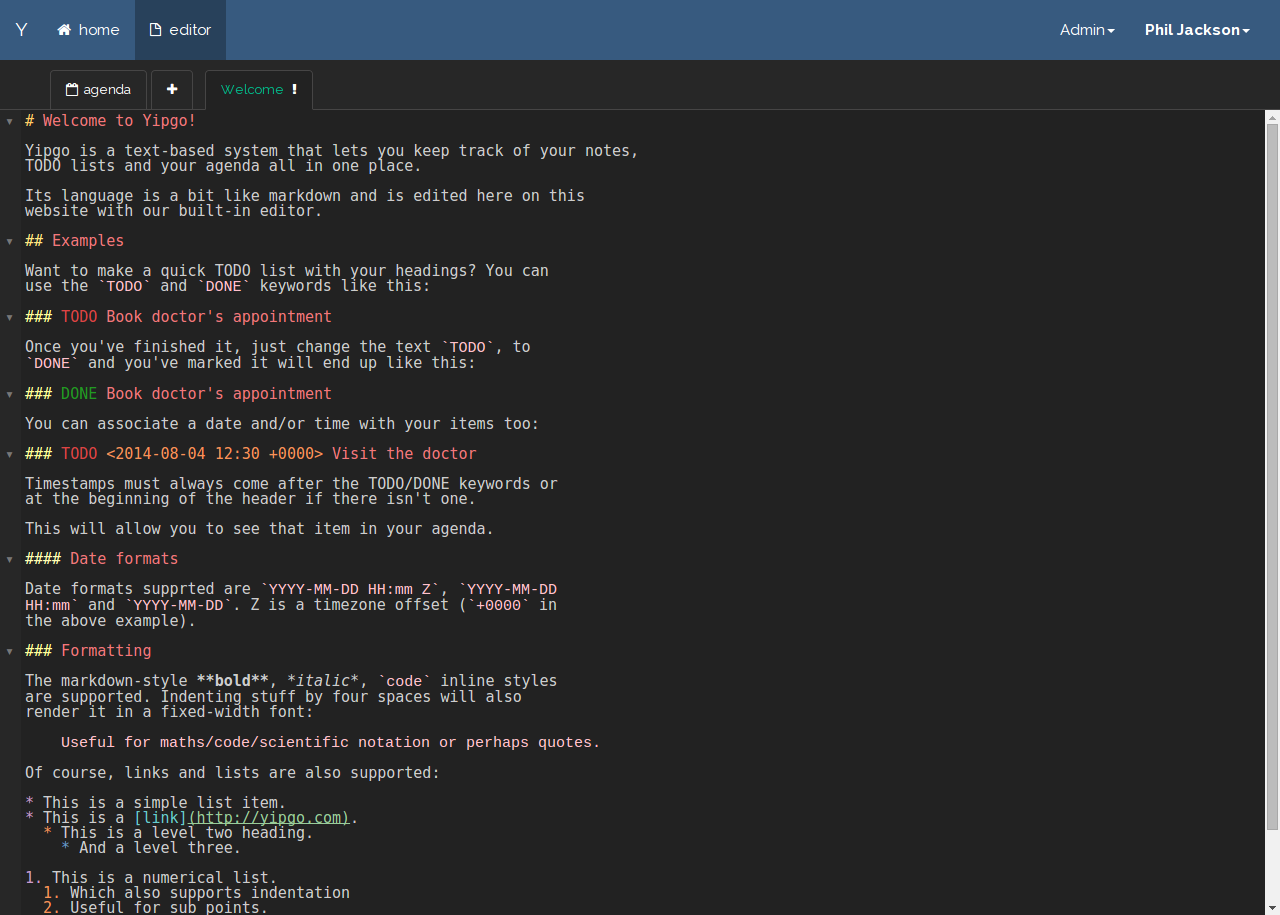 Y home editor Admin Phil Jackson
agenda + Welcome !
# Welcome to Yipgo!
Yipgo is a text-based system that lets you keep track of your notes,
TODO lists and your agenda all in one place.
Its language is a bit like markdown and is edited here on this
website with our built-in editor.
## Examples
Want to make a quick TODO list with your headings? You can
use the `TODO` and `DONE` keywords like this:
### TODO Book doctor's appointment
Once you've finished it, just change the text `TODO`, to
`DONE` and you've marked it will end up like this:
### DONE Book doctor's appointment
You can associate a date and/or time with your items too:
### TODO <2014-08-04 12:30 +0000> Visit the doctor
Timestamps must always come after the TODO/DONE keywords or
at the beginning of the header if there isn't one.
This will allow you to see that item in your agenda.
#### Date formats
Date formats supprted are `YYYY-MM-DD HH:mm Z`, `YYYY-MM-DD
HH:mm` and `YYYY-MM-DD`. Z is a timezone offset (`+0000` in
the above example).
### Formatting
The markdown-style **bold**, *italic*, `code` inline styles
are supported. Indenting stuff by four spaces will also
render it in a fixed-width font:
Useful for maths/code/scientific notation or perhaps quotes.
Of course, links and lists are also supported:
* This is a simple list item.
* This is a [link](http://yipgo.com).
* This is a level two heading.
* And a level three.
1. This is a numerical list.
1. Which also supports indentation
2. Useful for sub points.